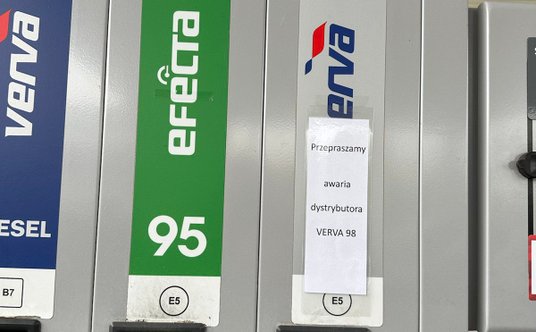 verva
ESEL
B7
efecta
95
E5
verva
Przepraszamy
awaria
dystrybutora
VERVA 98
E5